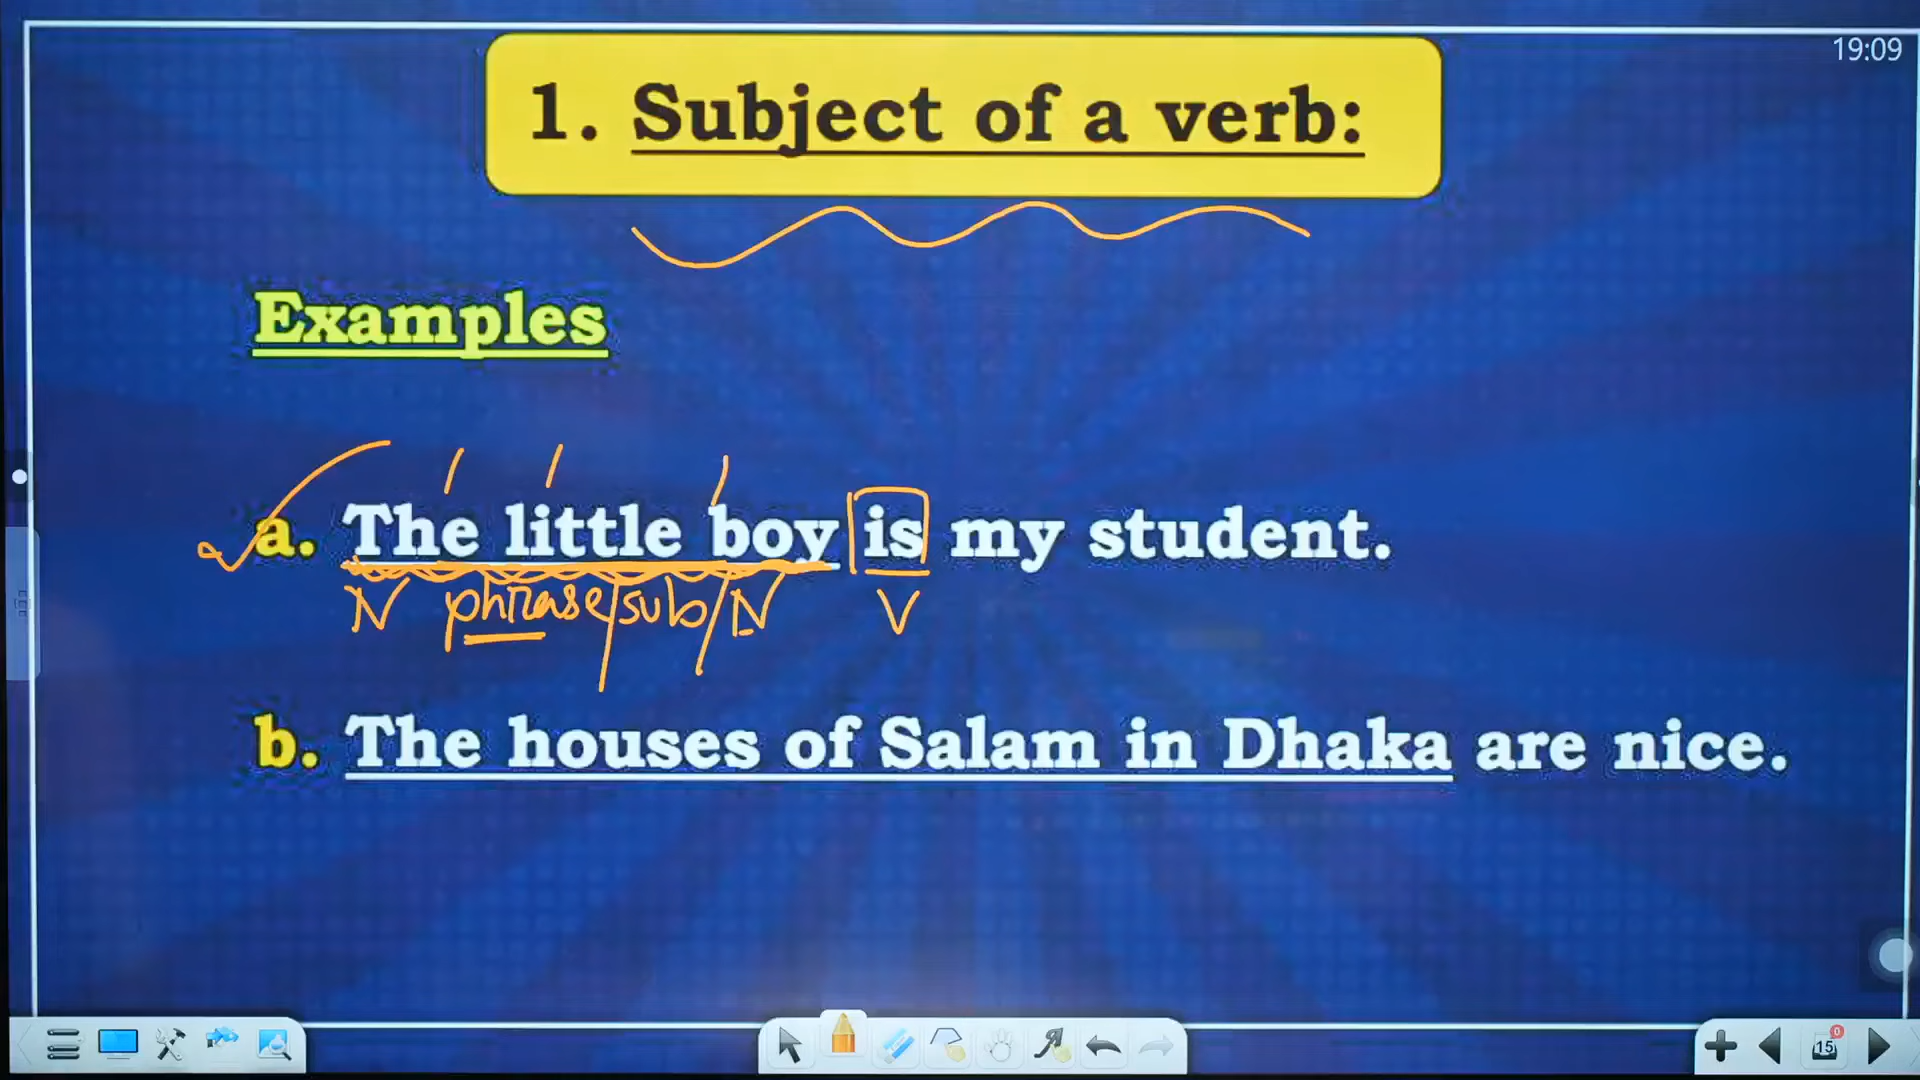 19:09
1. Subject of a verb:
Examples
a. The little boy is my student.
N phrase/sub/N V
b. The houses of Salam in Dhaka are nice.
0
15